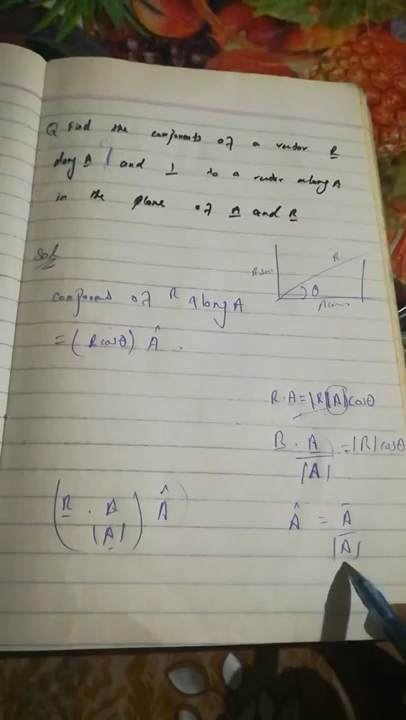 Q Find the components of a vector R
along A and ⊥ to a vector along A
in the plane of A and R
Sol
R
θ
component of R along A
= (R cosθ) Â .
R·A = |R||A| cosθ
R · A / |A| = |R| cosθ
( R · A / |A| ) Â
Â = A / |A|